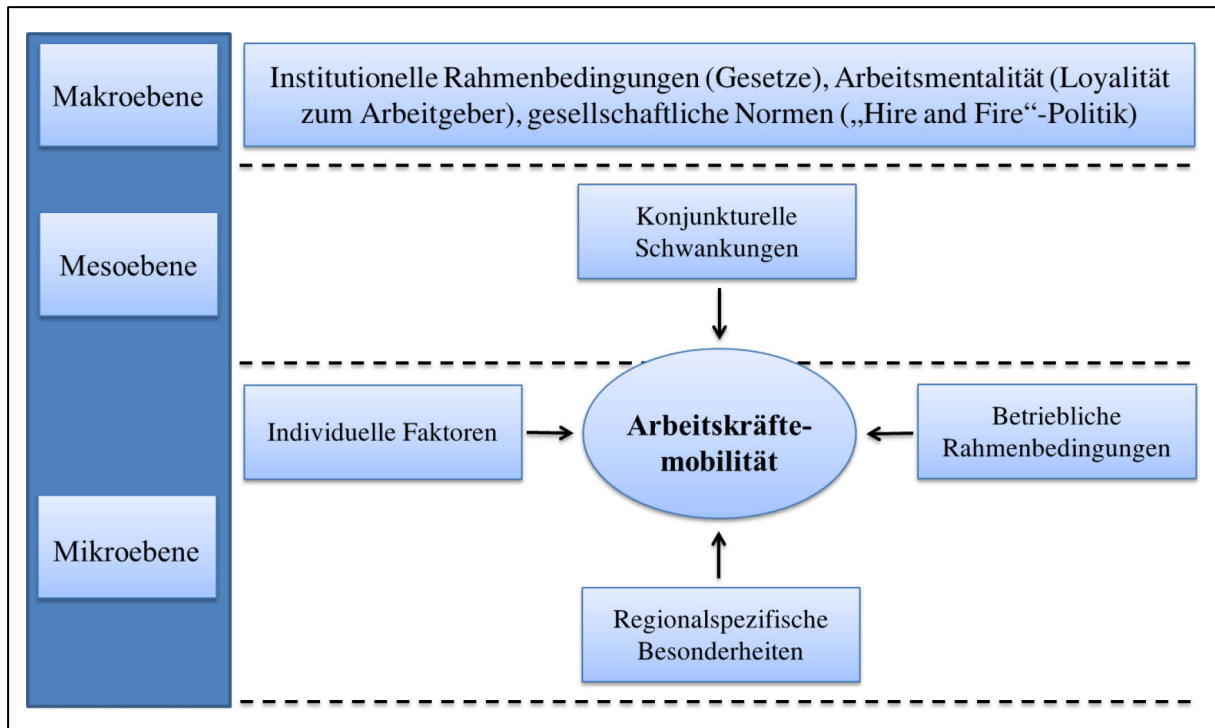 Makroebene
Institutionelle Rahmenbedingungen (Gesetze), Arbeitsmentalität (Loyalität
zum Arbeitgeber), gesellschaftliche Normen („Hire and Fire“-Politik)
Mesoebene
Konjunkturelle
Schwankungen
Individuelle Faktoren
Arbeitskräfte-
mobilität
Betriebliche
Rahmenbedingungen
Mikroebene
Regionalspezifische
Besonderheiten